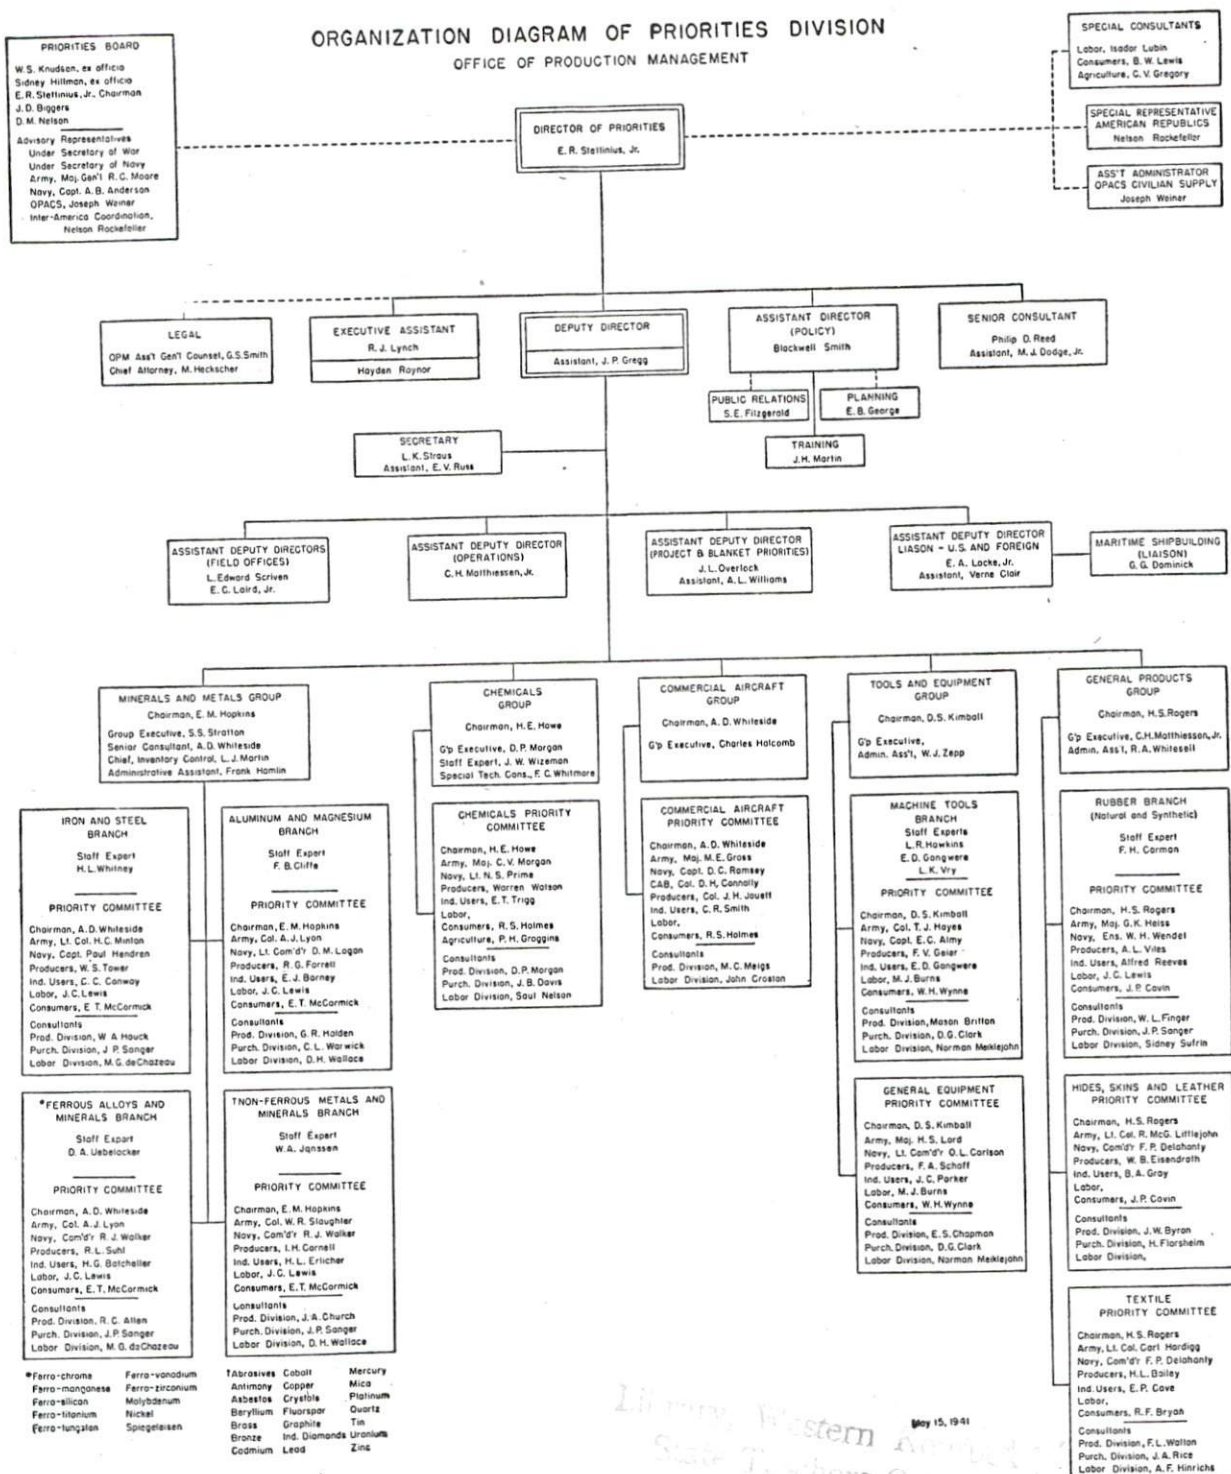 ORGANIZATION DIAGRAM OF PRIORITIES DIVISION
OFFICE OF PRODUCTION MANAGEMENT
PRIORITIES BOARD
W.S. Knudsen, ex officio
Sidney Hillman, ex officio
E.R. Stettinius, Jr., Chairman
J.D. Biggers
D.M. Nelson
Advisory Representatives
Under Secretary of War
Under Secretary of Navy
Army, Maj. Gen'l R.C. Moore
Navy, Capt. A.B. Anderson
OPACS, Joseph Weiner
Inter-America Coordination,
Nelson Rockefeller
DIRECTOR OF PRIORITIES
E.R. Stettinius, Jr.
SPECIAL CONSULTANTS
Labor, Isador Lubin
Consumers, B.W. Lewis
Agriculture, C.V. Gregory
SPECIAL REPRESENTATIVE
AMERICAN REPUBLICS
Nelson Rockefeller
ASS'T ADMINISTRATOR
OPACS CIVILIAN SUPPLY
Joseph Weiner
LEGAL
OPM Ass't Gen'l Counsel, G.S. Smith
Chief Attorney, M. Heckscher
EXECUTIVE ASSISTANT
R.J. Lynch
Hayden Raynor
DEPUTY DIRECTOR
Assistant, J.P. Gregg
ASSISTANT DIRECTOR
(POLICY)
Blackwell Smith
SENIOR CONSULTANT
Philip D. Reed
Assistant, M.J. Dodge, Jr.
PUBLIC RELATIONS
S.E. Fitzgerald
PLANNING
E.B. George
TRAINING
J.H. Martin
SECRETARY
L.K. Straus
Assistant, E.V. Russ
ASSISTANT DEPUTY DIRECTORS
(FIELD OFFICES)
L. Edward Scriven
E.C. Laird, Jr.
ASSISTANT DEPUTY DIRECTOR
(OPERATIONS)
C.H. Matthiessen, Jr.
ASSISTANT DEPUTY DIRECTOR
(PROJECT & BLANKET PRIORITIES)
J.L. Overlock
Assistant, A.L. Williams
ASSISTANT DEPUTY DIRECTOR
LIASON - U.S. AND FOREIGN
E.A. Locke, Jr.
Assistant, Verne Clair
MARITIME SHIPBUILDING
(LIAISON)
G.G. Dominick
MINERALS AND METALS GROUP
Chairman, E.M. Hopkins
Group Executive, S.S. Stratton
Senior Consultant, A.D. Whiteside
Chief, Inventory Control, L.J. Martin
Administrative Assistant, Frank Hamlin
CHEMICALS
GROUP
Chairman, H.E. Howe
G'p Executive, D.P. Morgan
Staff Expert, J.W. Wizeman
Special Tech. Cons., F.C. Whitmore
COMMERCIAL AIRCRAFT
GROUP
Chairman, A.D. Whiteside
G'p Executive, Charles Halcomb
TOOLS AND EQUIPMENT
GROUP
Chairman, D.S. Kimball
G'p Executive,
Admin. Ass't, W.J. Zepp
GENERAL PRODUCTS
GROUP
Chairman, H.S. Rogers
G'p Executive, C.H. Matthiessen, Jr.
Admin. Ass't, R.A. Whitesell
IRON AND STEEL
BRANCH
Staff Expert
H.L. Whitney
PRIORITY COMMITTEE
Chairman, A.D. Whiteside
Army, Lt. Col. H.C. Minton
Navy, Capt. Paul Hendren
Producers, W.S. Tower
Ind. Users, C.C. Conway
Labor, J.C. Lewis
Consumers, E.T. McCormick
Consultants
Prod. Division, W.A Hauck
Purch. Division, J.P. Sanger
Labor Division, M.G. deChazeau
ALUMINUM AND MAGNESIUM
BRANCH
Staff Expert
F.B. Cliffe
PRIORITY COMMITTEE
Chairman, E.M. Hopkins
Army, Col. A.J. Lyon
Navy, Lt. Com'd'r D.M. Logan
Producers, R.G. Farrell
Ind. Users, E.J. Barney
Labor, J.C. Lewis
Consumers, E.T. McCormick
Consultants
Prod. Division, G.R. Holden
Purch. Division, C.L. Warwick
Labor Division, D.H. Wallace
CHEMICALS PRIORITY
COMMITTEE
Chairman, H.E. Howe
Army, Maj. C.V. Morgan
Navy, Lt. N.S. Prime
Producers, Warren Watson
Ind. Users, E.T. Trigg
Labor,
Consumers, R.S. Holmes
Agriculture, P.H. Groggins
Consultants
Prod. Division, D.P. Morgan
Purch. Division, J.B. Davis
Labor Division, Saul Nelson
COMMERCIAL AIRCRAFT
PRIORITY COMMITTEE
Chairman, A.D. Whiteside
Army, Maj. M.E. Gross
Navy, Capt. D.C. Ramsey
CAB, Col. D.H. Connolly
Producers, Col. J.H. Jouett
Ind. Users, C.R. Smith
Labor,
Consumers, R.S. Holmes
Consultants
Prod. Division, M.C. Meigs
Labor Division, John Croston
MACHINE TOOLS
BRANCH
Staff Experts
L.R. Hawkins
E.D. Gangwere
L.K. Vry
PRIORITY COMMITTEE
Chairman, D.S. Kimball
Army, Col. T.J. Hayes
Navy, Capt. E.C. Almy
Producers, F.V. Geier
Ind. Users, E.D. Gangwere
Labor, M.J. Burns
Consumers, W.H. Wynne
Consultants
Prod. Division, Mason Britton
Purch. Division, D.G. Clark
Labor Division, Norman Meiklejohn
RUBBER BRANCH
(Natural and Synthetic)
Staff Expert
F.H. Carman
PRIORITY COMMITTEE
Chairman, H.S. Rogers
Army, Maj. G.K. Heiss
Navy, Ens. W.H. Wendel
Producers, A.L. Viles
Ind. Users, Alfred Reeves
Labor, J.C. Lewis
Consumers, J.P. Cavin
Consultants
Prod. Division, W.L. Finger
Purch. Division, J.P. Sanger
Labor Division, Sidney Sufrin
*FERROUS ALLOYS AND
MINERALS BRANCH
Staff Expert
D.A. Uebelacker
PRIORITY COMMITTEE
Chairman, A.D. Whiteside
Army, Col. A.J. Lyon
Navy, Com'd'r R.J. Walker
Producers, R.L. Suhl
Ind. Users, H.G. Batcheller
Labor, J.C. Lewis
Consumers, E.T. McCormick
Consultants
Prod. Division, R.C. Allen
Purch. Division, J.P. Sanger
Labor Division, M.G. deChazeau
†NON-FERROUS METALS AND
MINERALS BRANCH
Staff Expert
W.A. Janssen
PRIORITY COMMITTEE
Chairman, E.M. Hopkins
Army, Col. W.R. Slaughter
Navy, Com'd'r R.J. Walker
Producers, I.H. Cornell
Ind. Users, H.L. Erlicher
Labor, J.C. Lewis
Consumers, E.T. McCormick
Consultants
Prod. Division, J.A. Church
Purch. Division, J.P. Sanger
Labor Division, D.H. Wallace
GENERAL EQUIPMENT
PRIORITY COMMITTEE
Chairman, D.S. Kimball
Army, Maj. H.S. Lord
Navy, Lt. Com'd'r O.L. Carlson
Producers, F.A. Schaff
Ind. Users, J.C. Parker
Labor, M.J. Burns
Consumers, W.H. Wynne
Consultants
Prod. Division, E.S. Chapman
Purch. Division, D.G. Clark
Labor Division, Norman Meiklejohn
HIDES, SKINS AND LEATHER
PRIORITY COMMITTEE
Chairman, H.S. Rogers
Army, Lt. Col. R. McG. Littlejohn
Navy, Com'd'r F.P. Delahanty
Producers, W.B. Eisendrath
Ind. Users, B.A. Gray
Labor,
Consumers, J.P. Cavin
Consultants
Prod. Division, J.W. Byron
Purch. Division, H. Florsheim
Labor Division,
TEXTILE
PRIORITY COMMITTEE
Chairman, H.S. Rogers
Army, Lt. Col. Carl Hardigg
Navy, Com'd'r F.P. Delahanty
Producers, H.L. Bailey
Ind. Users, E.P. Cave
Labor,
Consumers, R.F. Bryan
Consultants
Prod. Division, F.L. Walton
Purch. Division, J.A. Rice
Labor Division, A.F. Hinrichs
*Ferro-chrome Ferro-vanadium
Ferro-manganese Ferro-zirconium
Ferro-silicon Molybdenum
Ferro-titanium Nickel
Ferro-tungsten Spiegeleisen
†Abrasives Cobalt Mercury
Antimony Copper Mica
Asbestos Crystals Platinum
Beryllium Fluorspar Quartz
Brass Graphite Tin
Bronze Ind. Diamonds Uranium
Cadmium Lead Zinc
May 15, 1941
Library, Western
State